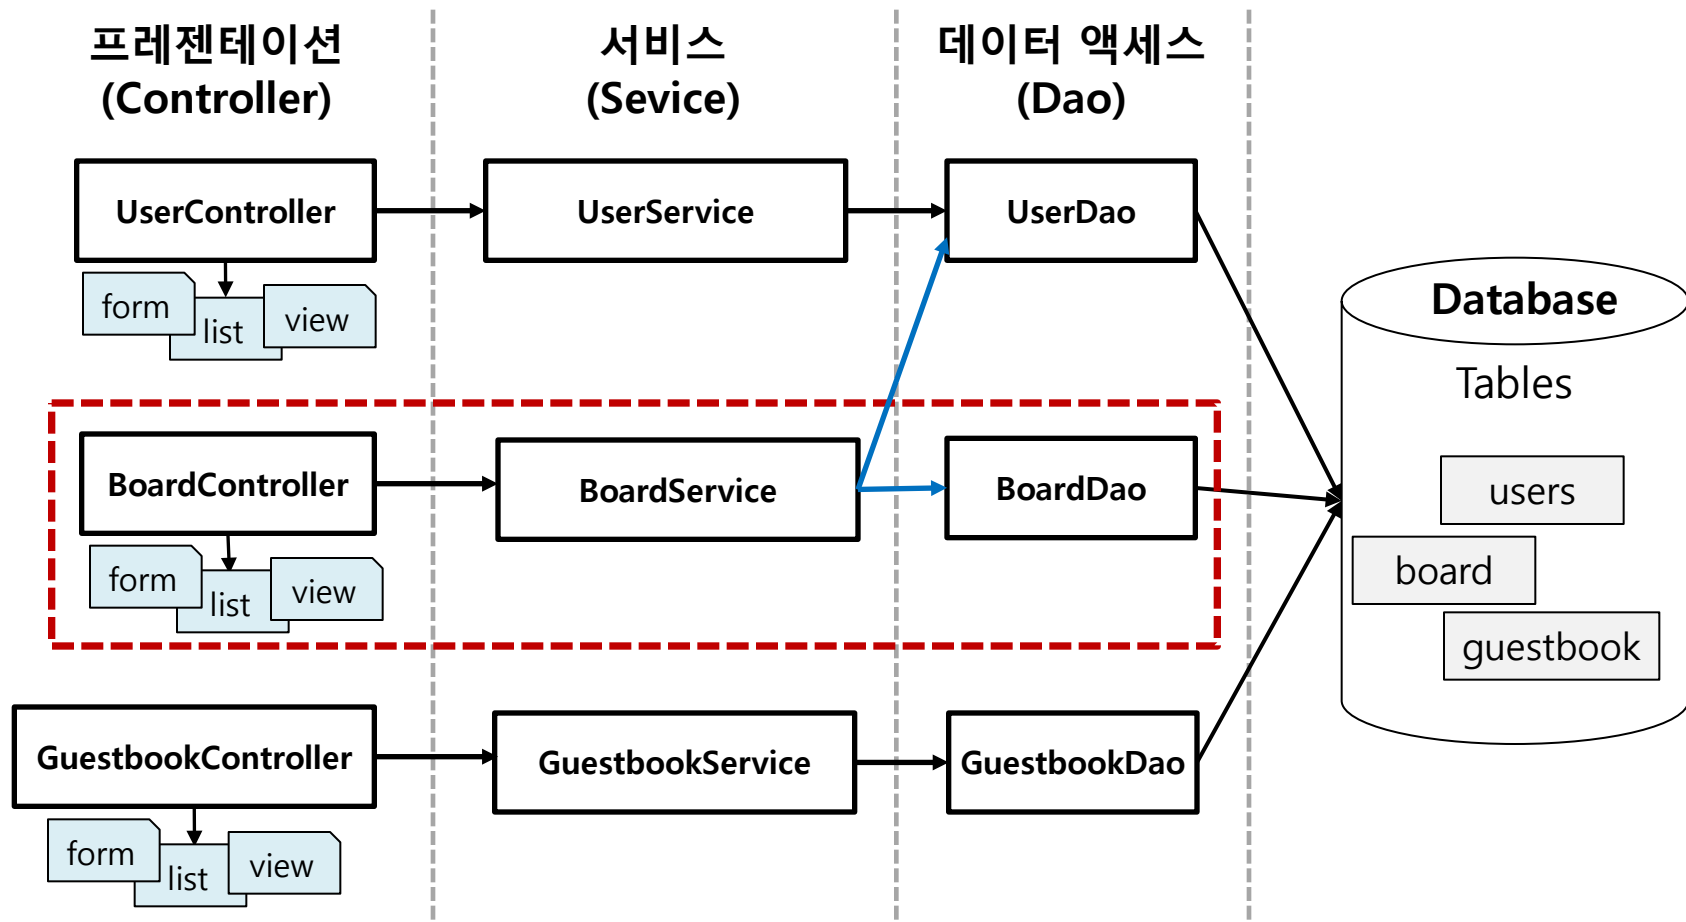 프레젠테이션
(Controller)
서비스
(Sevice)
데이터 액세스
(Dao)
UserController
UserService
UserDao
form
list
view
Database
Tables
users
board
guestbook
BoardController
BoardService
BoardDao
form
list
view
GuestbookController
GuestbookService
GuestbookDao
form
list
view